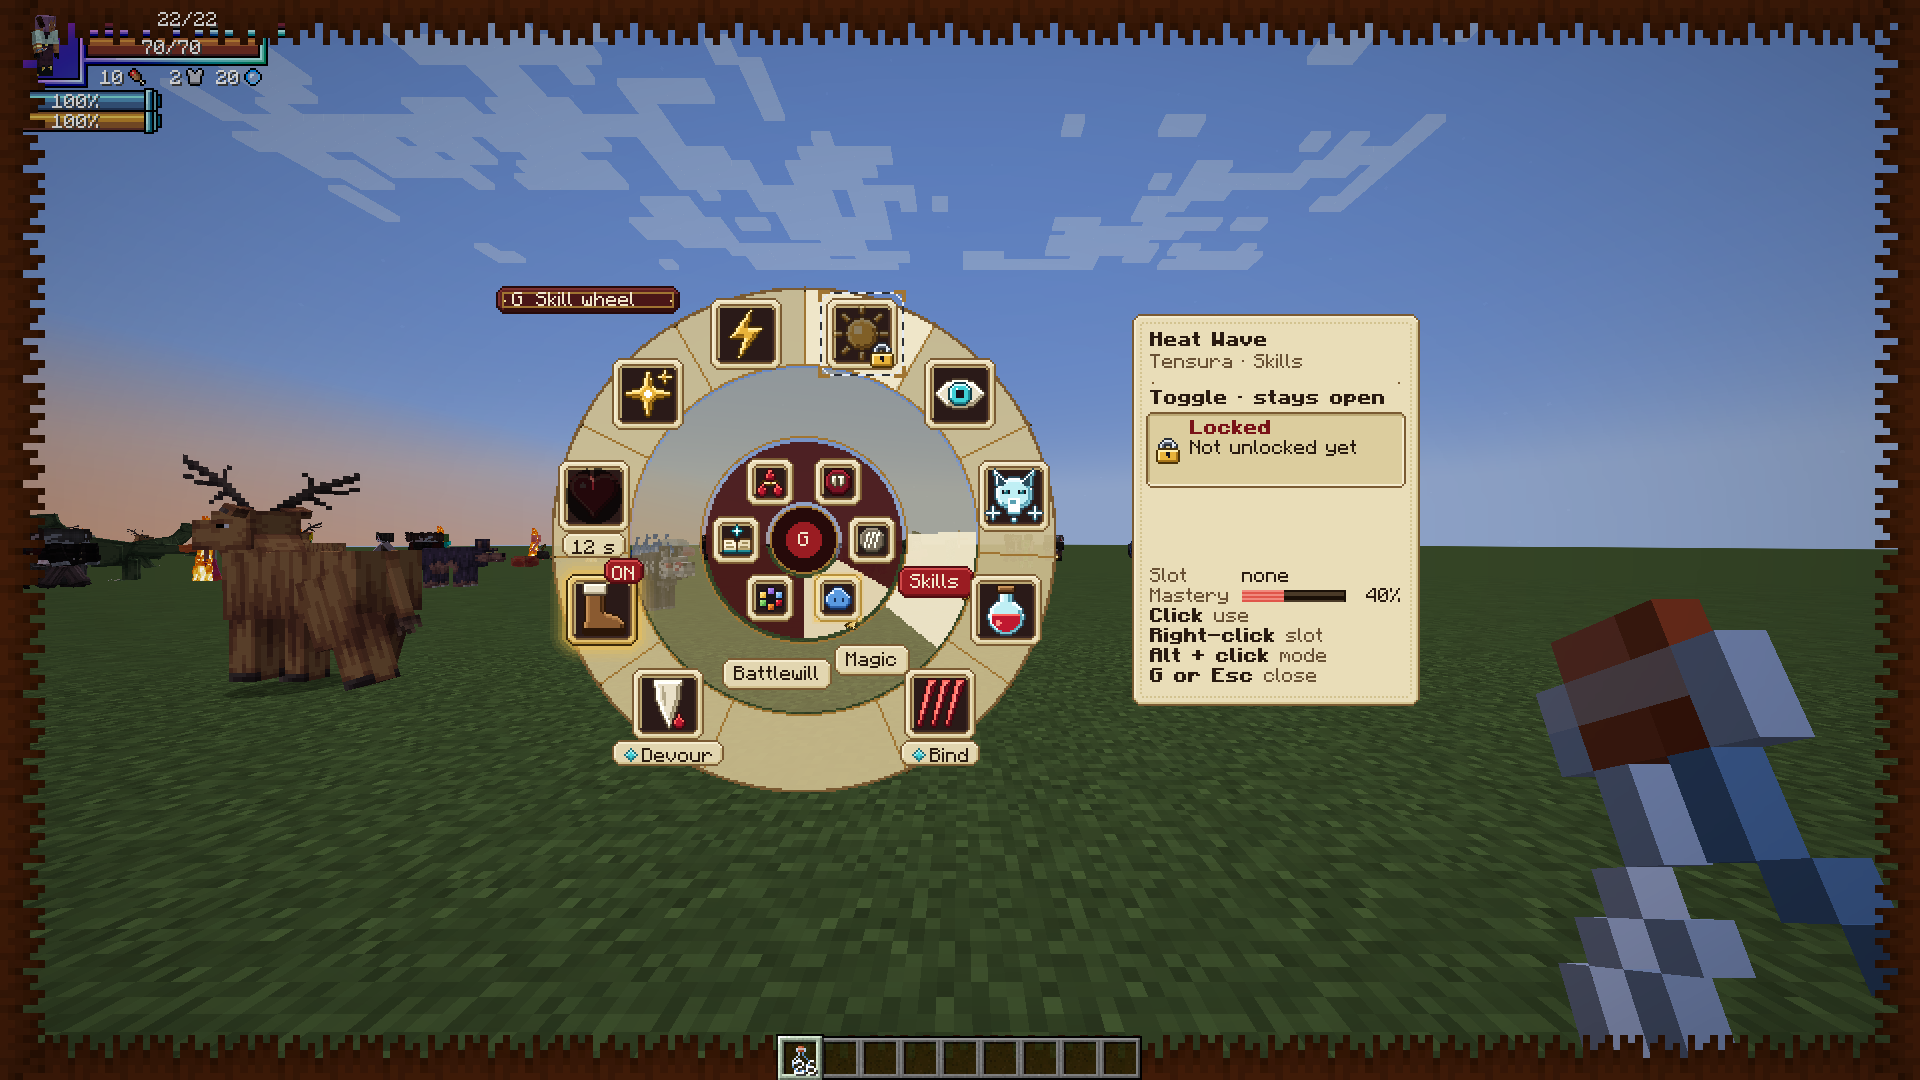 22/22
70/70
10 2 20
100%
100%
G Skill wheel
12 s
ON
G
Skills
Magic
Battlewill
Devour
Bind
Heat Wave
Tensura · Skills
Toggle · stays open
Locked
Not unlocked yet
Slot none
Mastery 40%
Click use
Right-click slot
Alt + click mode
G or Esc close